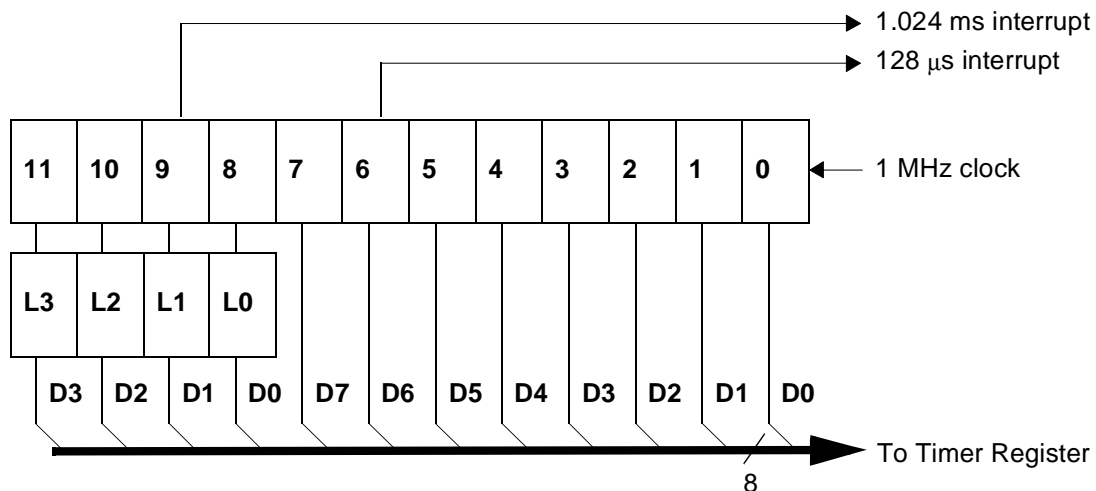 1.024 ms interrupt
128 μs interrupt
11 10 9 8 7 6 5 4 3 2 1 0
1 MHz clock
L3 L2 L1 L0
D3 D2 D1 D0 D7 D6 D5 D4 D3 D2 D1 D0
To Timer Register
8